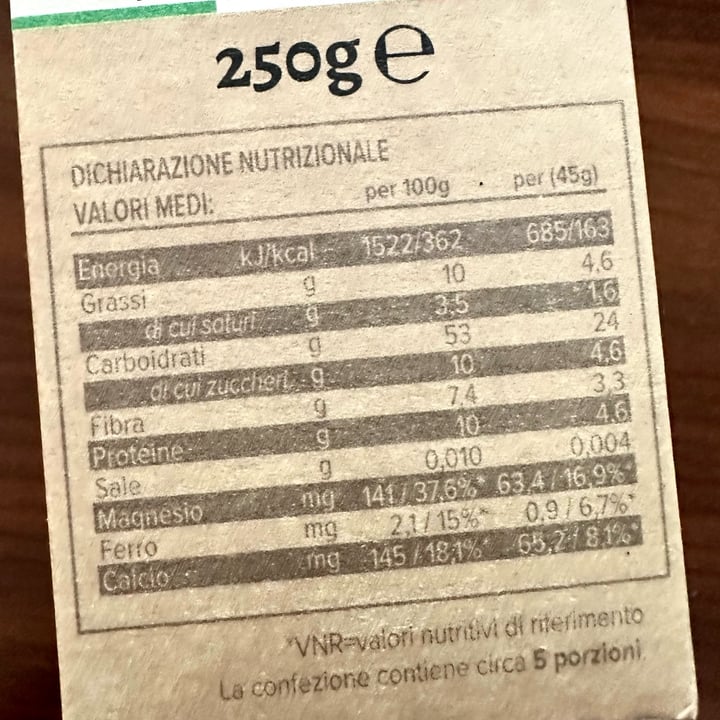 250g ℮
DICHIARAZIONE NUTRIZIONALE
VALORI MEDI: per 100g per (45g)
Energia kJ/kcal 1522/362 685/163
Grassi g 10 4,6
di cui saturi g 3,5 1,6
Carboidrati g 53 24
di cui zuccheri g 10 4,6
Fibra g 7,4 3,3
Proteine g 10 4,6
Sale g 0,010 0,004
Magnesio mg 141 / 37,6%* 63,4 / 16,9%*
Ferro mg 2,1 / 15%* 0,9 / 6,7%*
Calcio mg 145 / 18,1%* 65,2 / 8,1%*
*VNR=valori nutritivi di riferimento
La confezione contiene circa 5 porzioni.